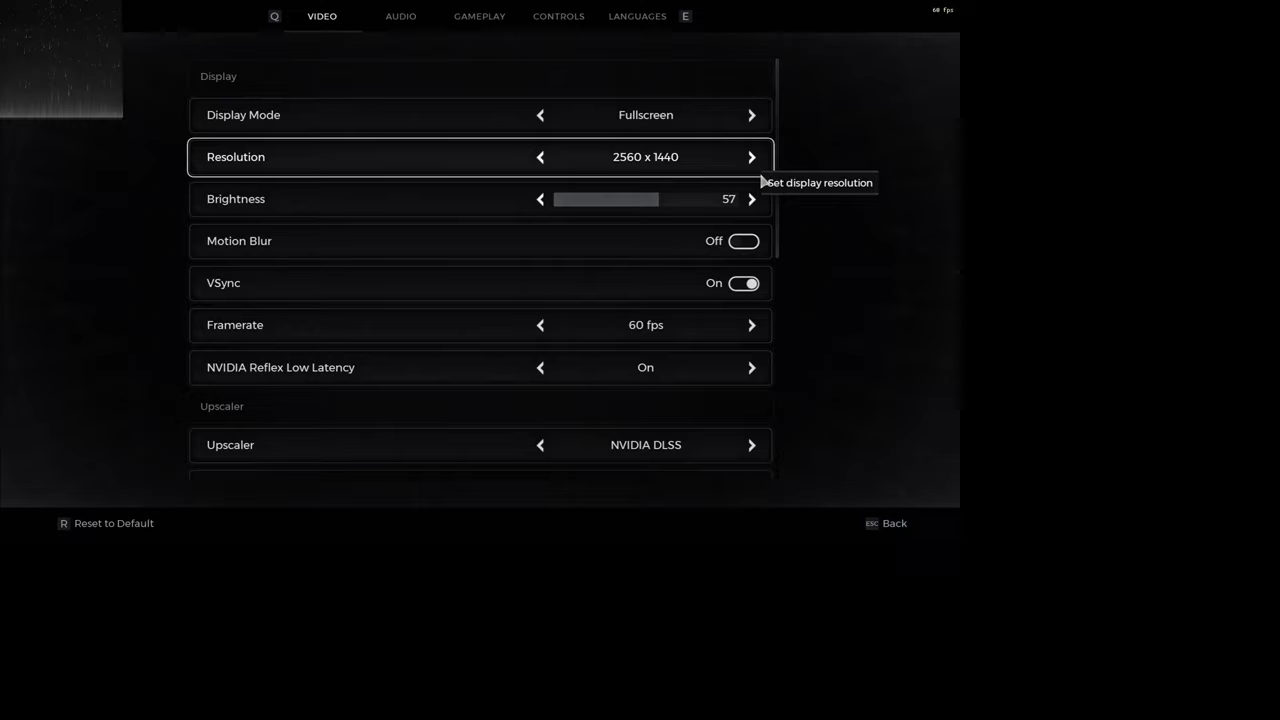 Q VIDEO AUDIO GAMEPLAY CONTROLS LANGUAGES E
60 fps
Display
Display Mode Fullscreen
Resolution 2560 x 1440
Set display resolution
Brightness 57
Motion Blur Off
VSync On
Framerate 60 fps
NVIDIA Reflex Low Latency On
Upscaler
Upscaler NVIDIA DLSS
R Reset to Default
ESC Back